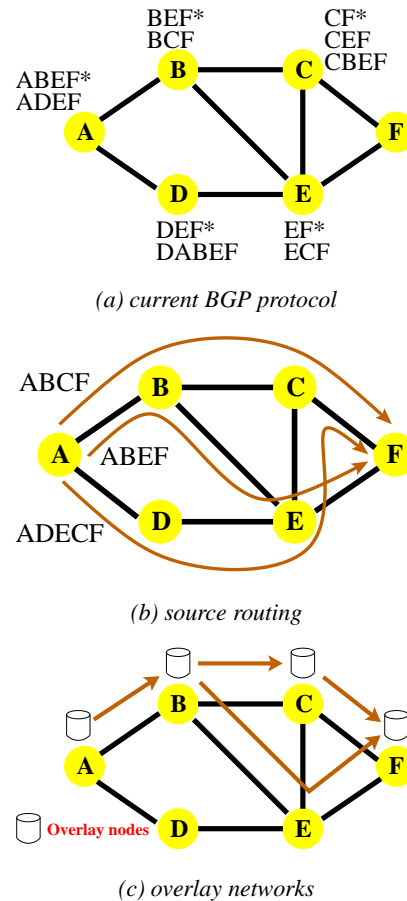 BEF*
BCF
CF*
CEF
CBEF
ABEF*
ADEF
B
C
A
F
D
E
DEF*
DABEF
EF*
ECF
(a) current BGP protocol
ABCF
B
C
A
ABEF
F
ADECF
D
E
(b) source routing
B
C
A
F
Overlay nodes
D
E
(c) overlay networks